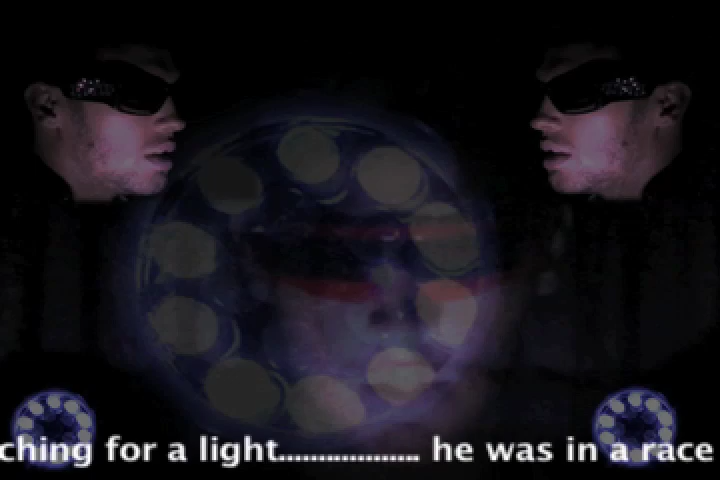 ching for a light.................. he was in a race